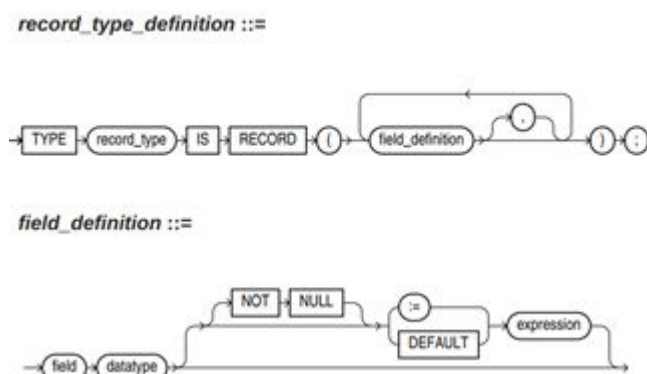 record_type_definition ::=
,
TYPE record_type IS RECORD ( field_definition ) ;
field_definition ::=
NOT NULL :=
DEFAULT expression
field datatype